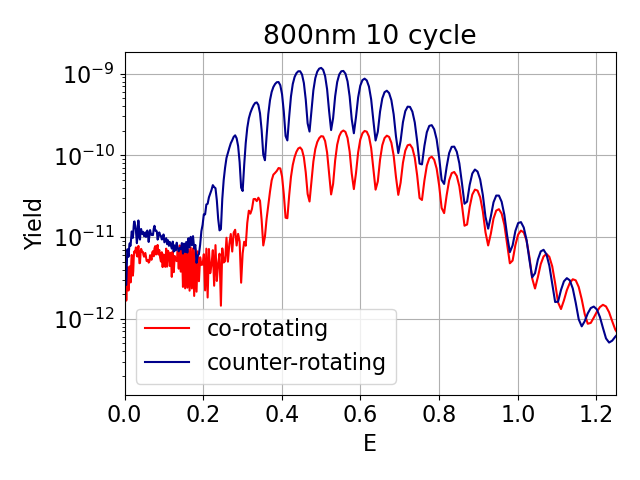 800nm 10 cycle
Yield
10⁻⁹
10⁻¹⁰
10⁻¹¹
10⁻¹²
co-rotating
counter-rotating
0.0 0.2 0.4 0.6 0.8 1.0 1.2
E